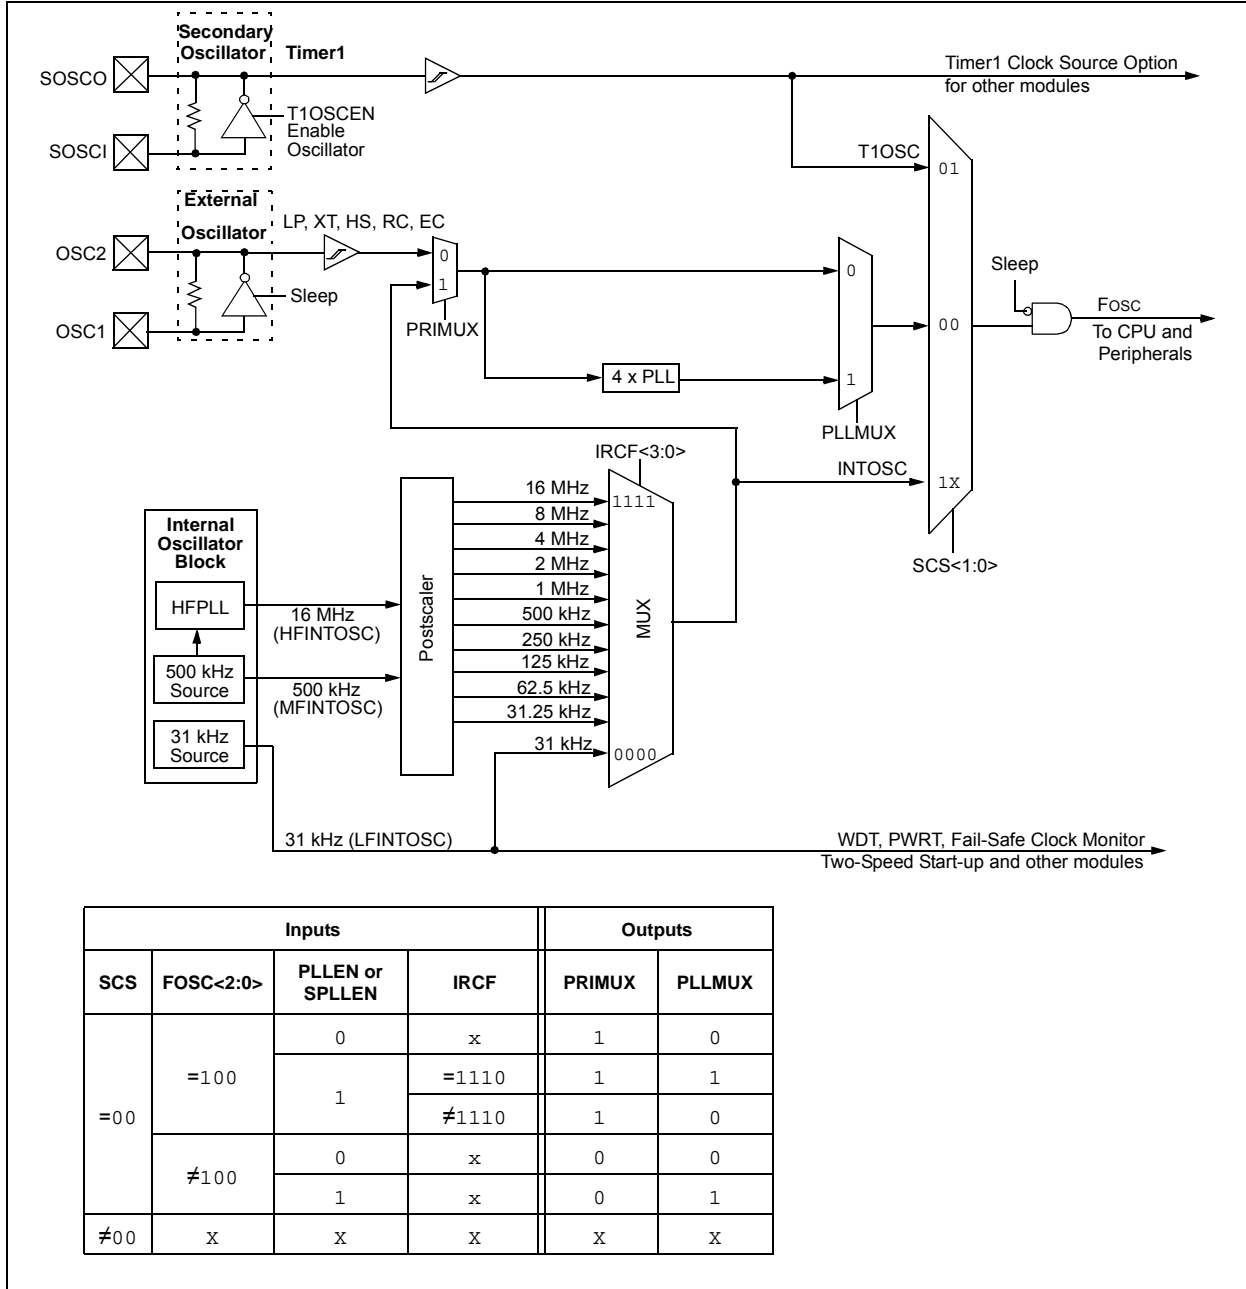 Secondary
Oscillator
Timer1
SOSCO
Timer1 Clock Source Option
for other modules
T1OSCEN
Enable
Oscillator
SOSCI
T1OSC
01
External
Oscillator
LP, XT, HS, RC, EC
OSC2
0
1
PRIMUX
Sleep
OSC1
0
1
4 x PLL
PLLMUX
00
Sleep
FOSC
To CPU and
Peripherals
IRCF<3:0>
INTOSC
1X
SCS<1:0>
Internal
Oscillator
Block
HFPLL
500 kHz
Source
31 kHz
Source
16 MHz
(HFINTOSC)
500 kHz
(MFINTOSC)
Postscaler
16 MHz
8 MHz
4 MHz
2 MHz
1 MHz
500 kHz
250 kHz
125 kHz
62.5 kHz
31.25 kHz
31 kHz
1111
MUX
0000
31 kHz (LFINTOSC)
WDT, PWRT, Fail-Safe Clock Monitor
Two-Speed Start-up and other modules
Inputs Outputs
SCS FOSC<2:0> PLLEN or SPLLEN IRCF PRIMUX PLLMUX
=00 =100 0 x 1 0
1 =1110 1 1
≠1110 1 0
≠100 0 x 0 0
1 x 0 1
≠00 X X X X X